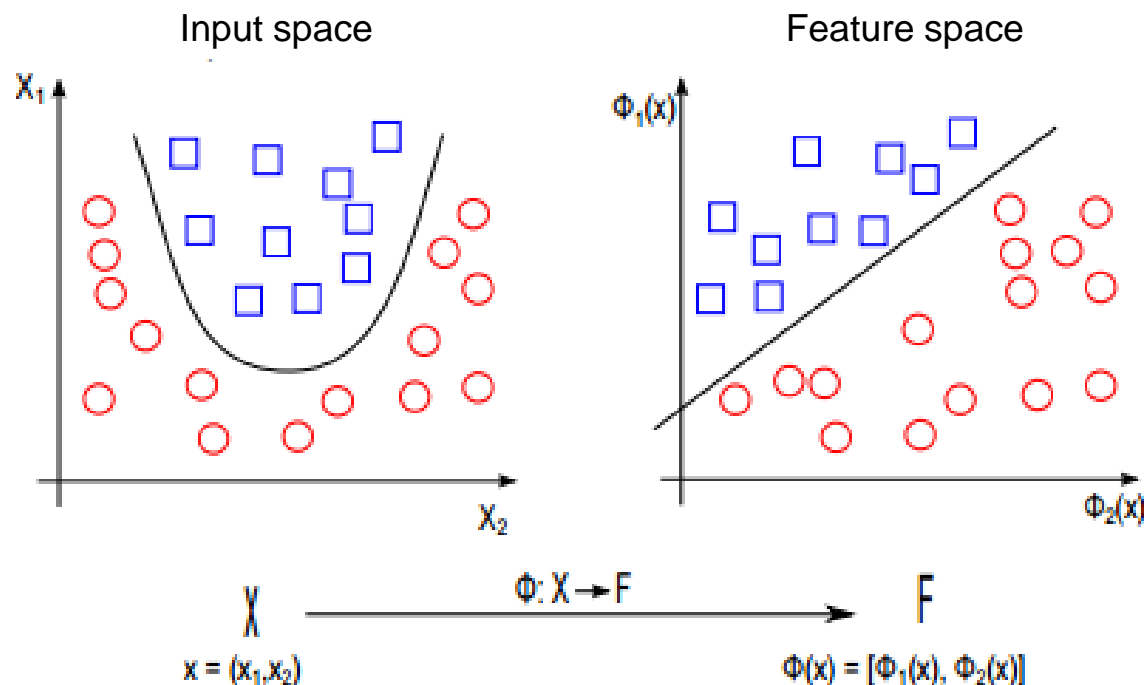 Input space
Feature space
X₁
X₂
Φ₁(x)
Φ₂(x)
Φ: X → F
X
F
x = (x₁,x₂)
Φ(x) = [Φ₁(x), Φ₂(x)]